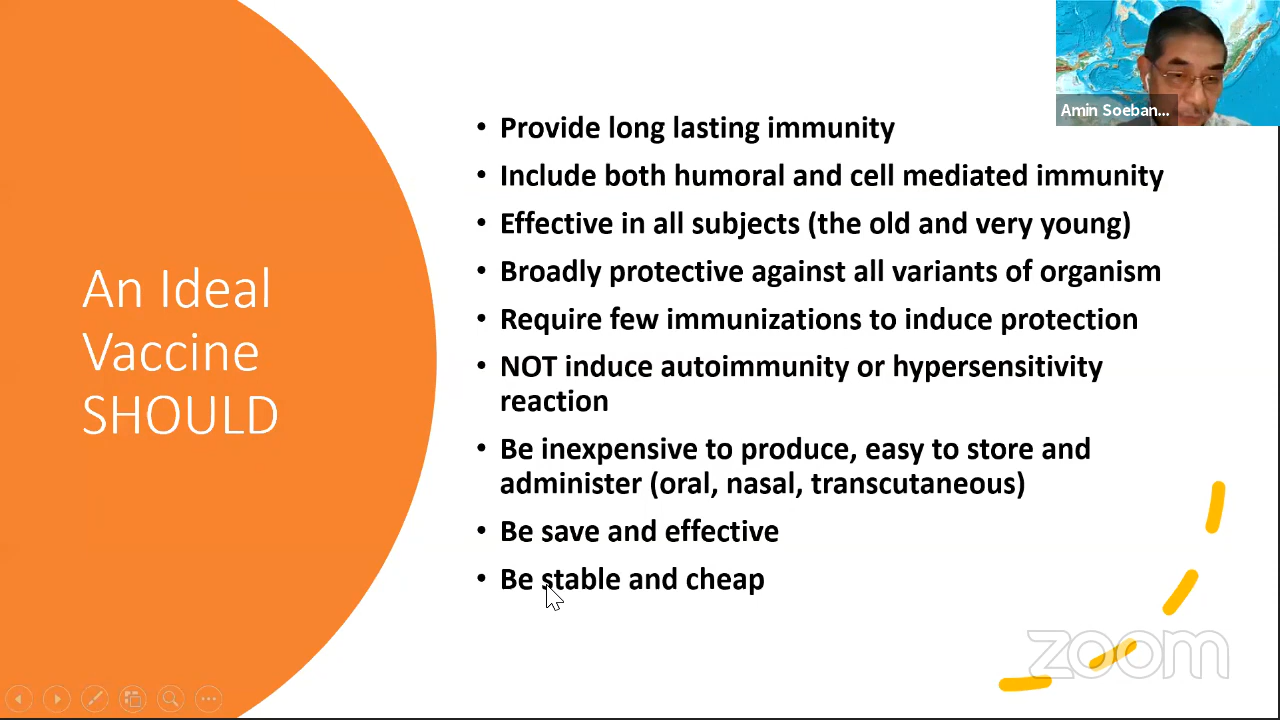 Amin Soeban...
An Ideal
Vaccine
SHOULD
• Provide long lasting immunity
• Include both humoral and cell mediated immunity
• Effective in all subjects (the old and very young)
• Broadly protective against all variants of organism
• Require few immunizations to induce protection
• NOT induce autoimmunity or hypersensitivity
reaction
• Be inexpensive to produce, easy to store and
administer (oral, nasal, transcutaneous)
• Be save and effective
• Be stable and cheap
zoom